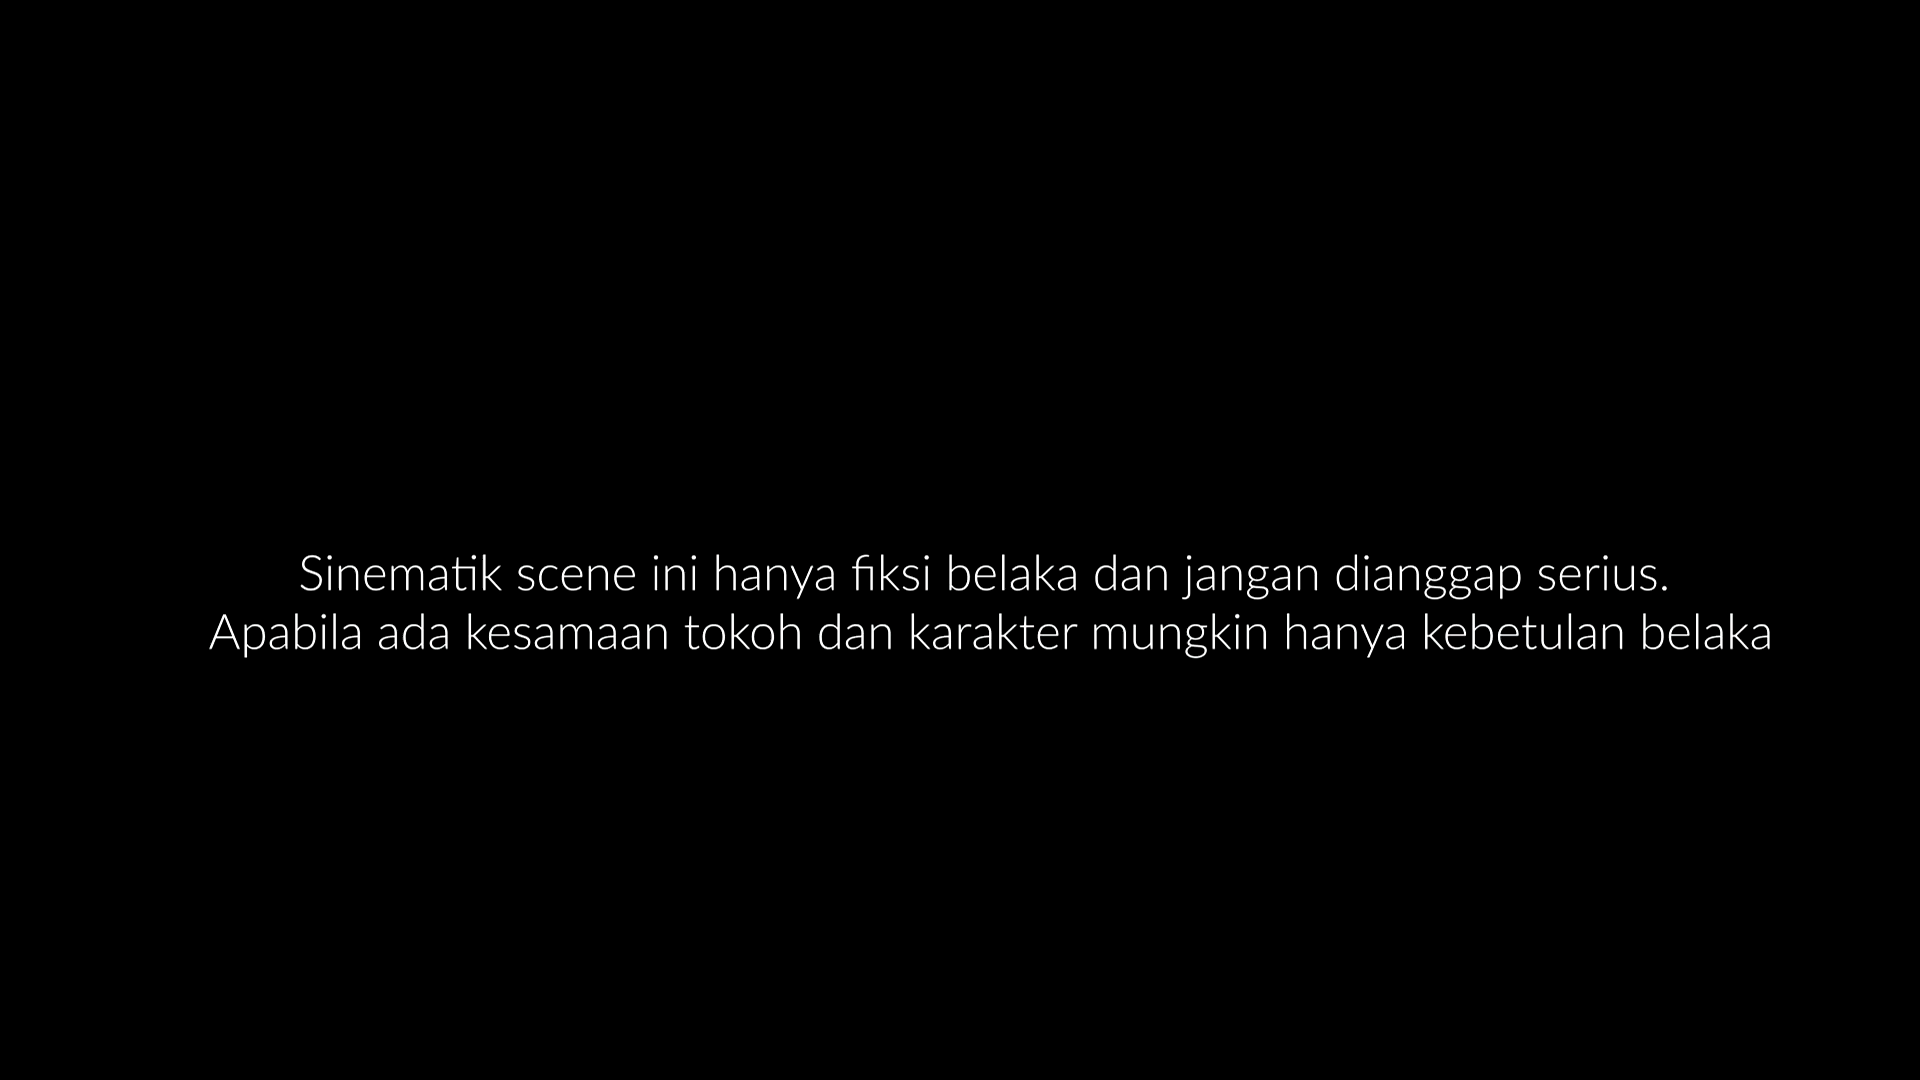 Sinematik scene ini hanya fiksi belaka dan jangan dianggap serius.
Apabila ada kesamaan tokoh dan karakter mungkin hanya kebetulan belaka